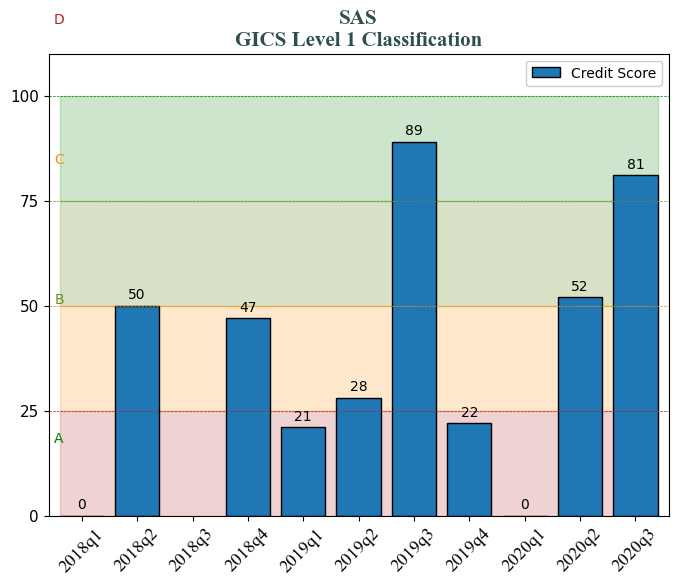 D
SAS
GICS Level 1 Classification
Credit Score
100
89
C
81
75
B
50
50
52
47
28
25
21
22
A
0
0
0
2018q1
2018q2
2018q3
2018q4
2019q1
2019q2
2019q3
2019q4
2020q1
2020q2
2020q3